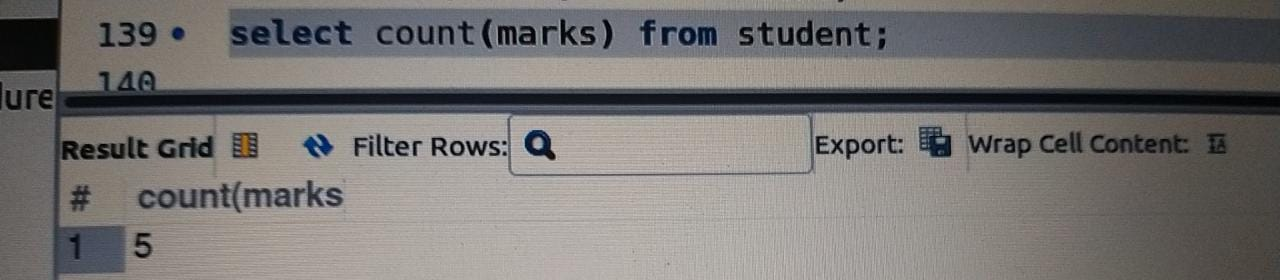 139 select count(marks) from student;
140
lure
Result Grid Filter Rows: Export: Wrap Cell Content: IA
# count(marks
1 5